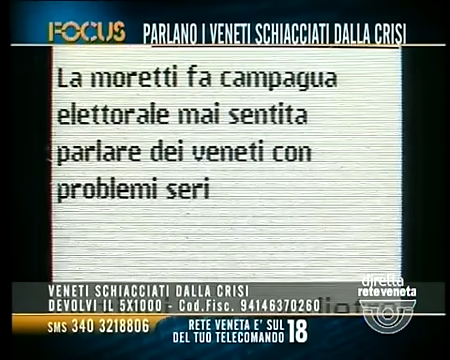 FOCUS PARLANO I VENETI SCHIACCIATI DALLA CRISI
La moretti fa campagua
elettorale mai sentita
parlare dei veneti con
problemi seri
diretta
reteveneta
VENETI SCHIACCIATI DALLA CRISI
DEVOLVI IL 5X1000 - Cod.Fisc. 94146370260
SMS 340 3218806
RETE VENETA E' SUL
DEL TUO TELECOMANDO 18